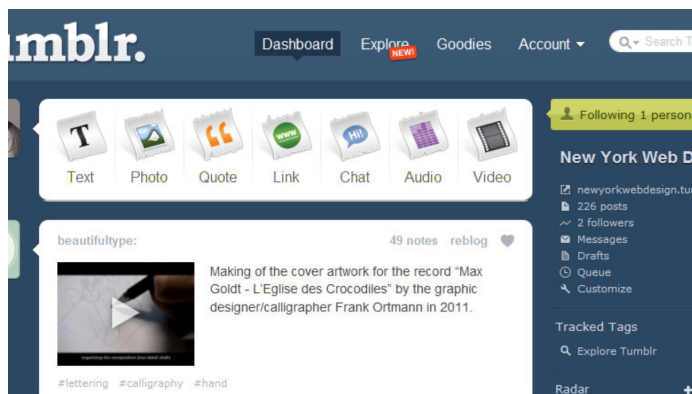 umblr.
Dashboard Explore Goodies Account Search T
NEW!
T www Hi!
Text Photo Quote Link Chat Audio Video
Following 1 person
New York Web D
newyorkwebdesign.tu
226 posts
2 followers
Messages
Drafts
Queue
Customize
Tracked Tags
Explore Tumblr
Radar
beautifultype: 49 notes reblog
Making of the cover artwork for the record “Max
Goldt - L’Eglise des Crocodiles” by the graphic
designer/calligrapher Frank Ortmann in 2011.
#lettering #calligraphy #hand